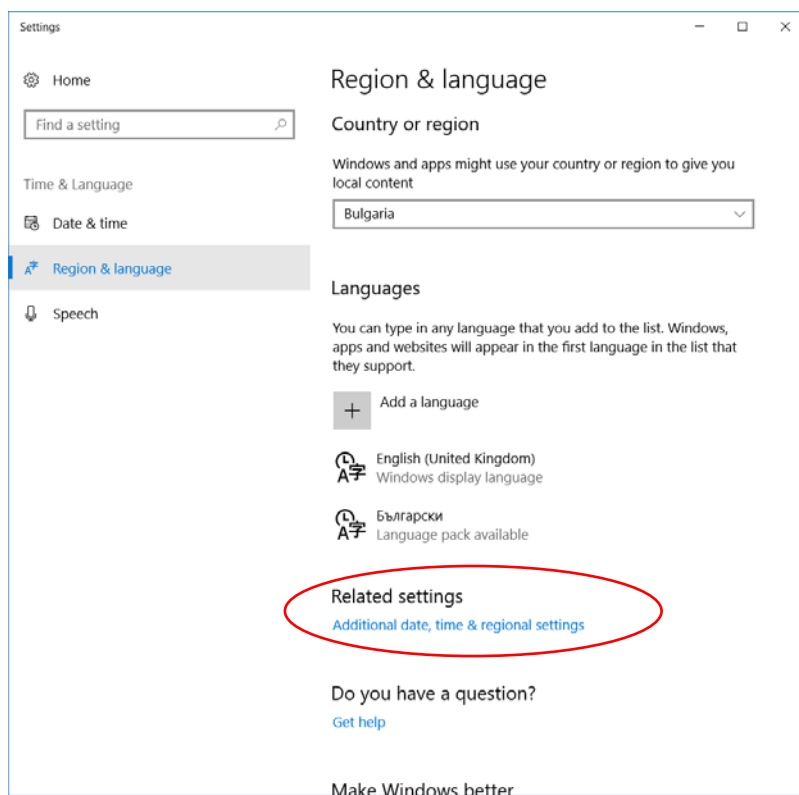 Settings
Home
Find a setting
Time & Language
Date & time
Region & language
Speech
Region & language
Country or region
Windows and apps might use your country or region to give you
local content
Bulgaria
Languages
You can type in any language that you add to the list. Windows,
apps and websites will appear in the first language in the list that
they support.
Add a language
English (United Kingdom)
Windows display language
Български
Language pack available
Related settings
Additional date, time & regional settings
Do you have a question?
Get help
Make Windows better